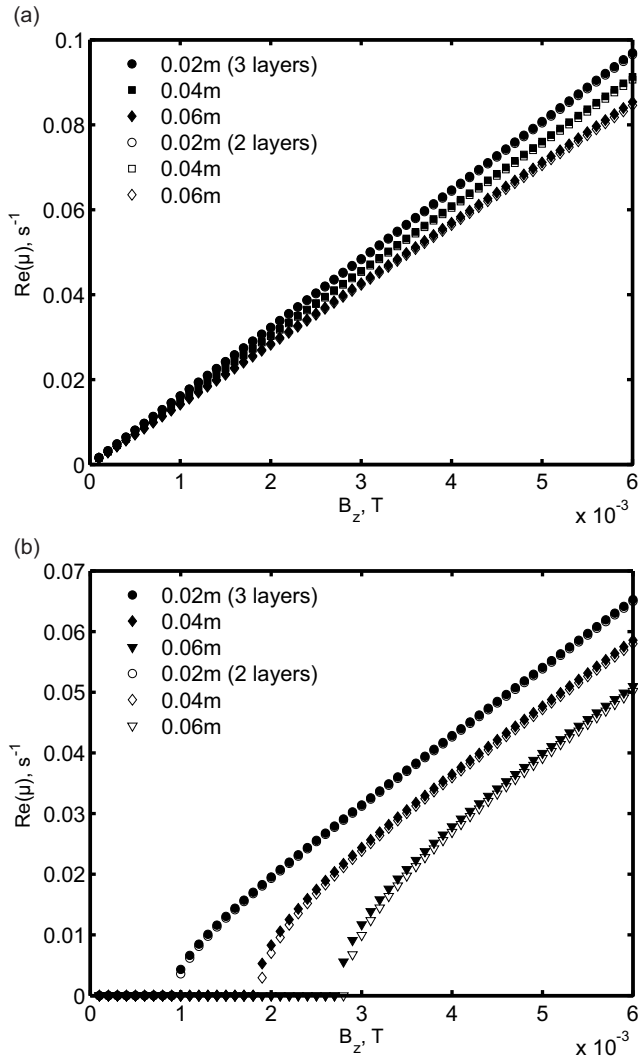 (a)
0.1
0.08
0.06
0.04
0.02
0
Re(μ), s⁻¹
0.02m (3 layers)
0.04m
0.06m
0.02m (2 layers)
0.04m
0.06m
0 1 2 3 4 5 6
B_z, T
x 10⁻³
(b)
0.07
0.06
0.05
0.04
0.03
0.02
0.01
0
Re(μ), s⁻¹
0.02m (3 layers)
0.04m
0.06m
0.02m (2 layers)
0.04m
0.06m
0 1 2 3 4 5 6
B_z, T
x 10⁻³